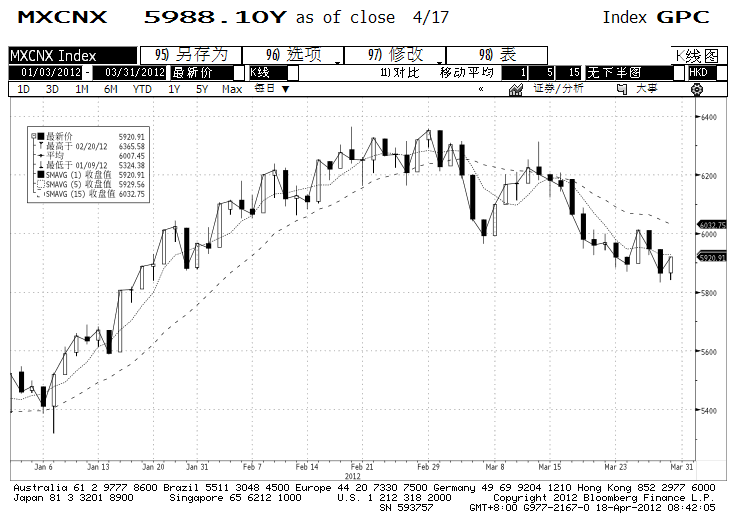 MXCNX 5988.10Y as of close 4/17 Index GPC
MXCNX Index 95) 另存为 96) 选项 97) 修改 98) 表 K线图
01/03/2012 - 03/31/2012 最新价 K线 11) 对比 移动平均 1 5 15 无下半图 HKD
1D 3D 1M 6M YTD 1Y 5Y Max 每日 ▼ « 证券/分析 大事
最新价 5920.91
最高于 02/20/12 6365.58
平均 6007.45
最低于 01/09/12 5324.38
SMAVG (1) 收盘值 5920.91
SMAVG (5) 收盘值 5929.56
SMAVG (15) 收盘值 6032.75
6400
6200
6032.75
6000
5920.91
5800
5600
5400
Jan 6 Jan 13 Jan 20 Jan 31 Feb 7 Feb 14 Feb 21 Feb 29 Mar 8 Mar 15 Mar 23 Mar 31
2012
Australia 61 2 9777 8600 Brazil 5511 3048 4500 Europe 44 20 7330 7500 Germany 49 69 9204 1210 Hong Kong 852 2977 6000
Japan 81 3 3201 8900 Singapore 65 6212 1000 U.S. 1 212 318 2000 Copyright 2012 Bloomberg Finance L.P.
SN 593757 GMT+8:00 G977-2167-0 18-Apr-2012 08:42:05